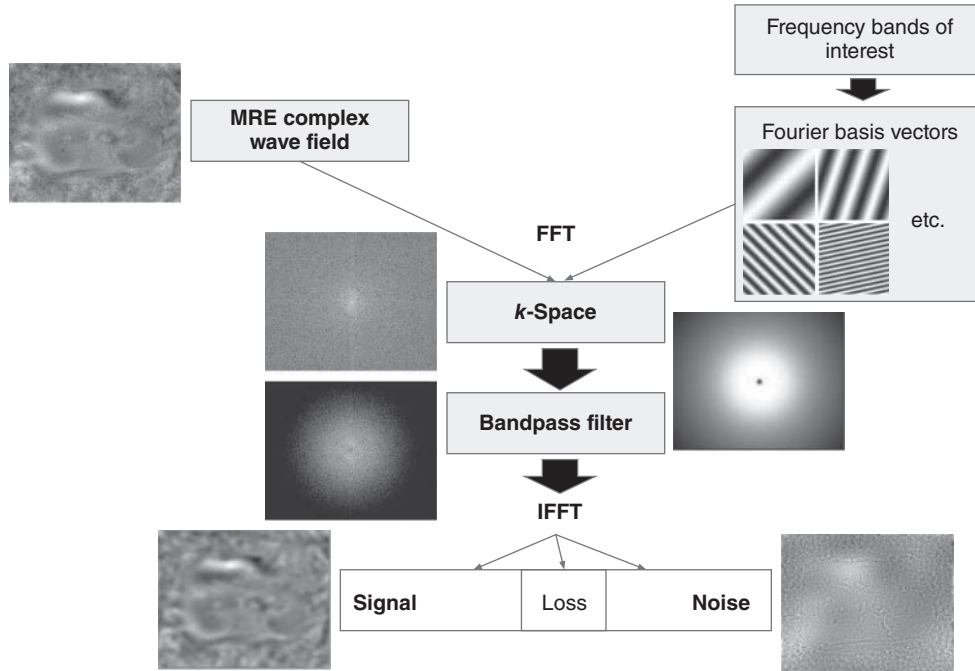 Frequency bands of
interest
MRE complex
wave field
Fourier basis vectors
etc.
FFT
k-Space
Bandpass filter
IFFT
Signal
Loss
Noise